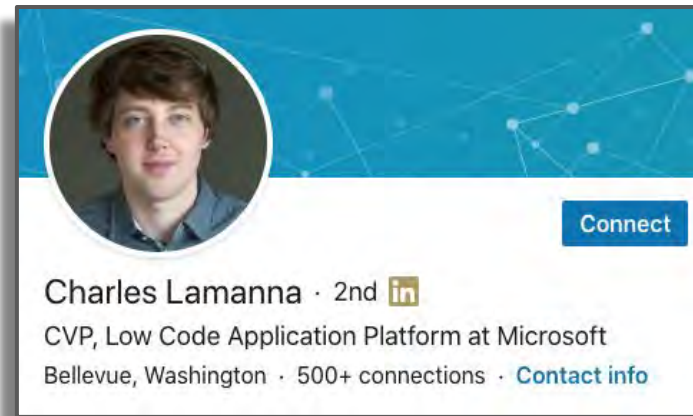 Connect
Charles Lamanna · 2nd in
CVP, Low Code Application Platform at Microsoft
Bellevue, Washington · 500+ connections · Contact info